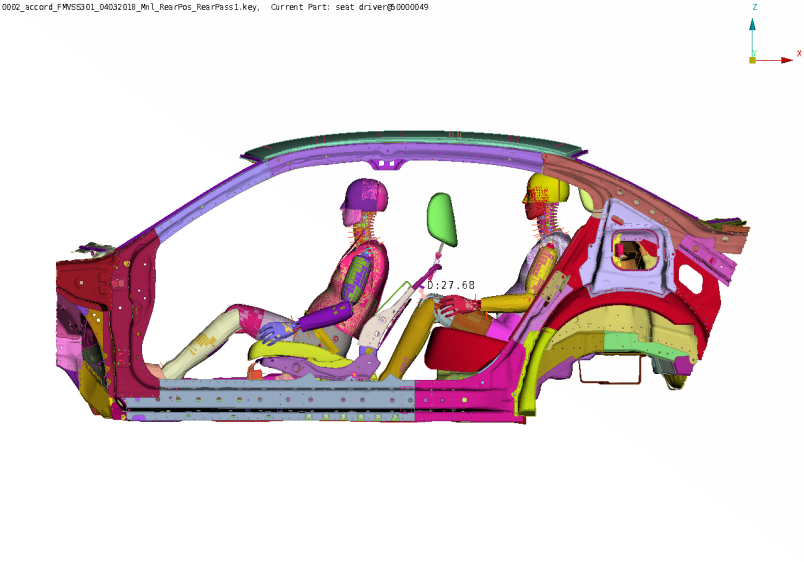 0002_accord_FMVSS301_04032018_Mnl_RearPos_RearPass1.key, Current Part: seat driver@50000049
Z
Y
X
D:27.68